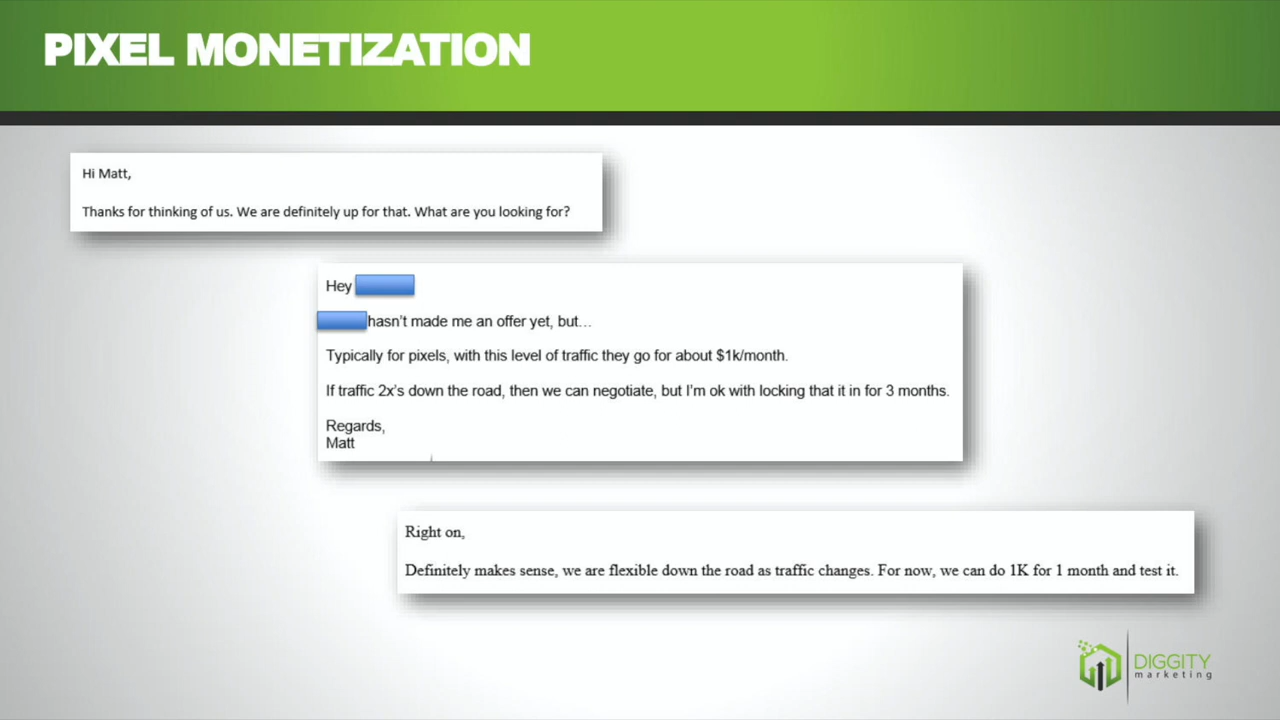 PIXEL MONETIZATION
Hi Matt,
Thanks for thinking of us. We are definitely up for that. What are you looking for?
Hey
hasn't made me an offer yet, but...
Typically for pixels, with this level of traffic they go for about $1k/month.
If traffic 2x's down the road, then we can negotiate, but I'm ok with locking that it in for 3 months.
Regards,
Matt
Right on,
Definitely makes sense, we are flexible down the road as traffic changes. For now, we can do 1K for 1 month and test it.
DIGGITY
marketing